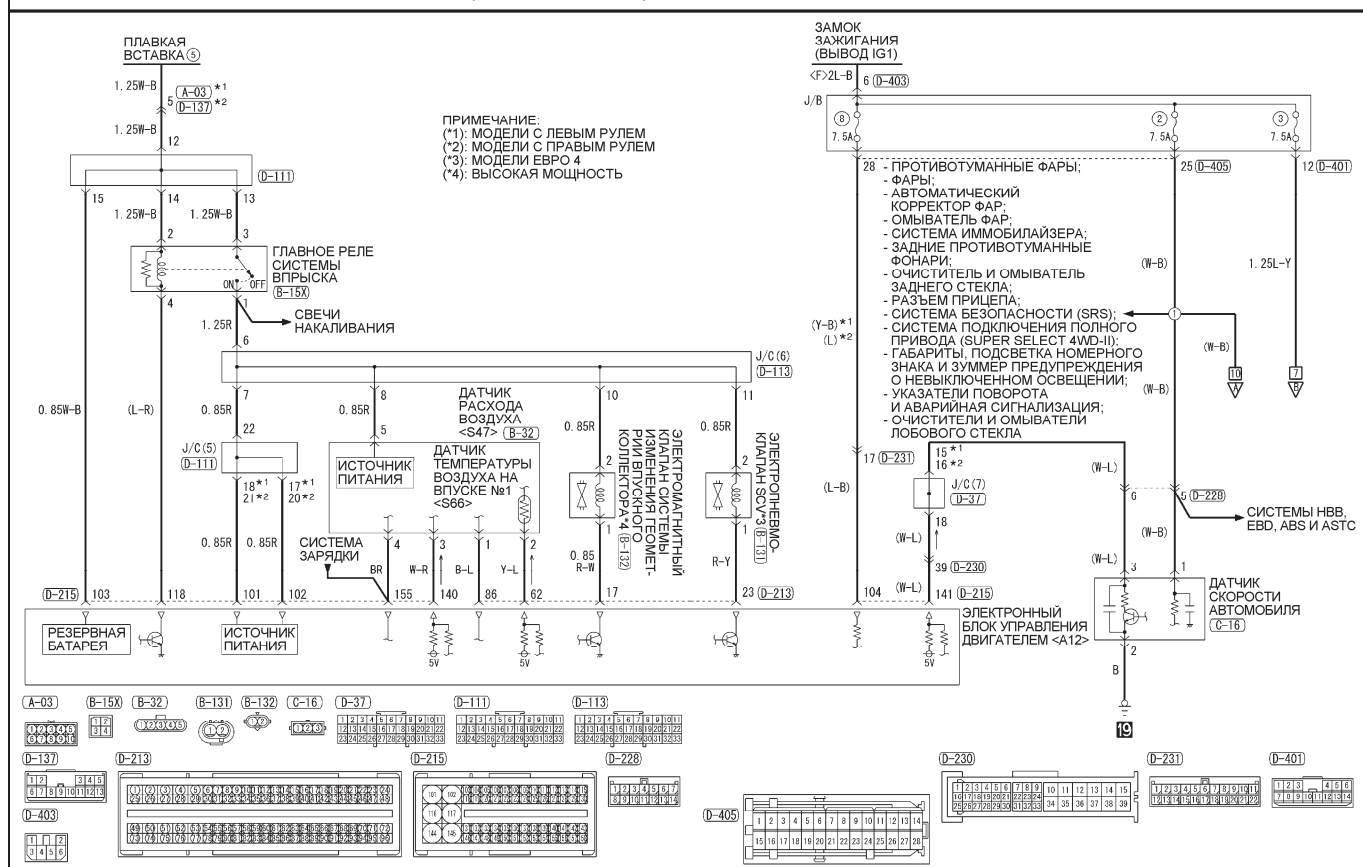 ПЛАВКАЯ
ВСТАВКА ⑤
1.25W-B
5 A-03 *1
D-137 *2
1.25W-B
12
D-111
15 14 13
1.25W-B 1.25W-B
2 3
ГЛАВНОЕ РЕЛЕ
СИСТЕМЫ
ВПРЫСКА
B-15X
ON OFF
4 1
СВЕЧИ
НАКАЛИВАНИЯ
1.25R
6
J/C(6)
D-113
ПРИМЕЧАНИЕ:
(*1): МОДЕЛИ С ЛЕВЫМ РУЛЕМ
(*2): МОДЕЛИ С ПРАВЫМ РУЛЕМ
(*3): МОДЕЛИ ЕВРО 4
(*4): ВЫСОКАЯ МОЩНОСТЬ
0.85W-B
(L-R)
7 8 10 11
0.85R 0.85R 0.85R 0.85R
22
J/C(5)
D-111
18*1 17*1
21*2 20*2
0.85R 0.85R
ДАТЧИК
РАСХОДА
ВОЗДУХА
<S47> B-32
5
ИСТОЧНИК
ПИТАНИЯ
ДАТЧИК
ТЕМПЕРАТУРЫ
ВОЗДУХА НА
ВПУСКЕ №1
<S66>
СИСТЕМА
ЗАРЯДКИ
4 3 1 2
BR W-R B-L Y-L
ЭЛЕКТРОМАГНИТНЫЙ
КЛАПАН СИСТЕМЫ
ИЗМЕНЕНИЯ ГЕОМЕТ-
РИИ ВПУСКНОГО
КОЛЛЕКТОРА*4 B-132
2
1
0.85
R-W
ЭЛЕКТРОПНЕВМО-
КЛАПАН SCV*3 B-131
2
1
R-Y
D-215 103 118 101 102 155 140 86 62 17 23 D-213 104 141 D-215
РЕЗЕРВНАЯ
БАТАРЕЯ
ИСТОЧНИК
ПИТАНИЯ
5V 5V 5V
ЭЛЕКТРОННЫЙ
БЛОК УПРАВЛЕНИЯ
ДВИГАТЕЛЕМ <A12>
ЗАМОК
ЗАЖИГАНИЯ
(ВЫВОД IG1)
<F>2L-B
6 D-403
J/B
⑧ ② ③
7.5A 7.5A 7.5A
28 25 D-405 12 D-401
- ПРОТИВОТУМАННЫЕ ФАРЫ;
- ФАРЫ;
- АВТОМАТИЧЕСКИЙ
КОРРЕКТОР ФАР;
- ОМЫВАТЕЛЬ ФАР;
- СИСТЕМА ИММОБИЛАЙЗЕРА;
- ЗАДНИЕ ПРОТИВОТУМАННЫЕ
ФОНАРИ;
- ОЧИСТИТЕЛЬ И ОМЫВАТЕЛЬ
ЗАДНЕГО СТЕКЛА;
- РАЗЪЕМ ПРИЦЕПА;
- СИСТЕМА БЕЗОПАСНОСТИ (SRS);
- СИСТЕМА ПОДКЛЮЧЕНИЯ ПОЛНОГО
ПРИВОДА (SUPER SELECT 4WD-II);
- ГАБАРИТЫ, ПОДСВЕТКА НОМЕРНОГО
ЗНАКА И ЗУММЕР ПРЕДУПРЕЖДЕНИЯ
О НЕВЫКЛЮЧЕННОМ ОСВЕЩЕНИИ;
- УКАЗАТЕЛИ ПОВОРОТА
И АВАРИЙНАЯ СИГНАЛИЗАЦИЯ;
- ОЧИСТИТЕЛИ И ОМЫВАТЕЛИ
ЛОБОВОГО СТЕКЛА
(Y-B)*1
(L)*2
(W-B)
1.25L-Y
①
(W-B)
10 7
A B
(W-B)
17 D-231
(L-B)
15*1
16*2
J/C(7)
D-37
18
(W-L)
39 D-230
(W-L)
(W-L)
6 5 D-228
СИСТЕМЫ HBB,
EBD, ABS И ASTC
(W-B)
(W-L)
3 1
ДАТЧИК
СКОРОСТИ
АВТОМОБИЛЯ
C-16
2
B
19
A-03 B-15X B-32 B-131 B-132 C-16 D-37 D-111 D-113
D-137 D-213 D-215 D-228 D-230 D-231 D-401
D-403 D-405